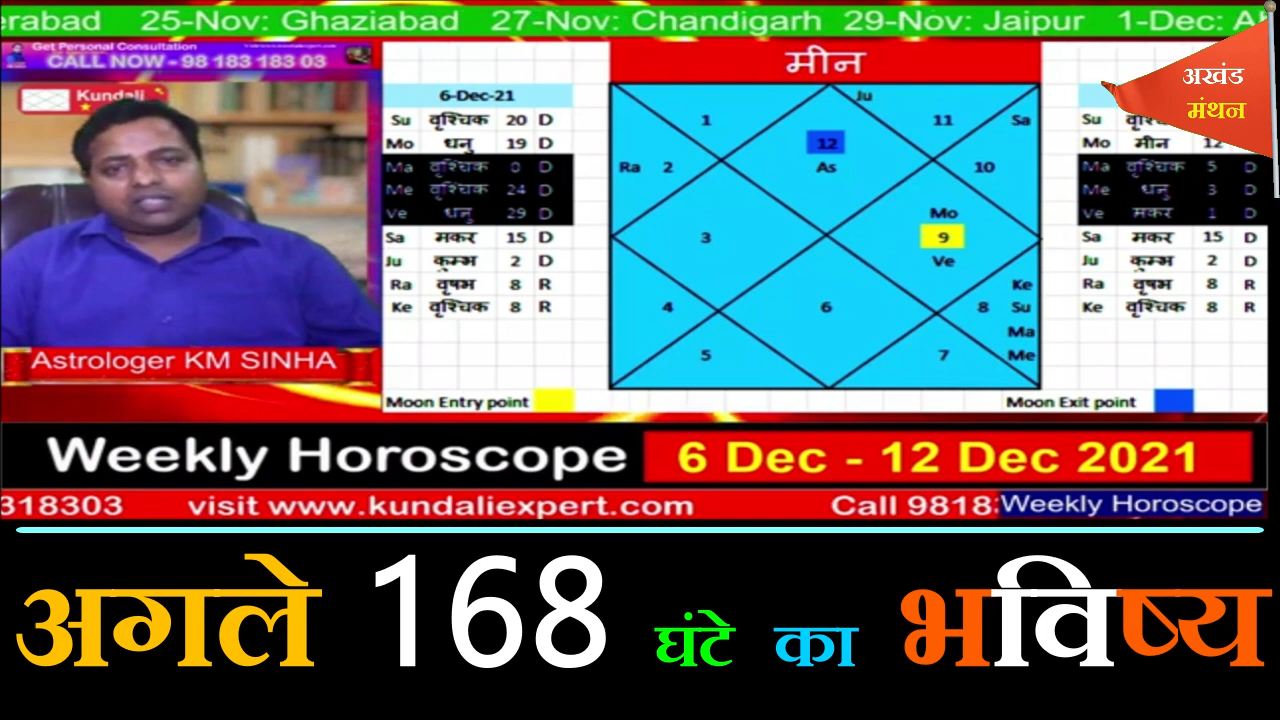 erabad 25-Nov: Ghaziabad 27-Nov: Chandigarh 29-Nov: Jaipur 1-Dec: A
Get Personal Consultation
CALL NOW - 98 183 183 03
Kundali
मीन
अखंड
मंथन
6-Dec-21
Su वृश्चिक 20 D
Mo धनु 19 D
Ma वृश्चिक 0 D
Me वृश्चिक 24 D
Ve धनु 29 D
Sa मकर 15 D
Ju कुम्भ 2 D
Ra वृषभ 8 R
Ke वृश्चिक 8 R
Moon Entry point
Ju
1
12
11
Sa
Ra 2
As
10
Mo
3
9
Ve
Ke
4
6
8
Su
Ma
5
7
Me
Su
Mo मीन 12
Ma वृश्चिक 5 D
Me धनु 3 D
Ve मकर 1 D
Sa मकर 15 D
Ju कुम्भ 2 D
Ra वृषभ 8 R
Ke वृश्चिक 8 R
Moon Exit point
Astrologer KM SINHA
Weekly Horoscope 6 Dec - 12 Dec 2021
318303 visit www.kundaliexpert.com Call 9818
Weekly Horoscope
अगले 168 घंटे का भविष्य